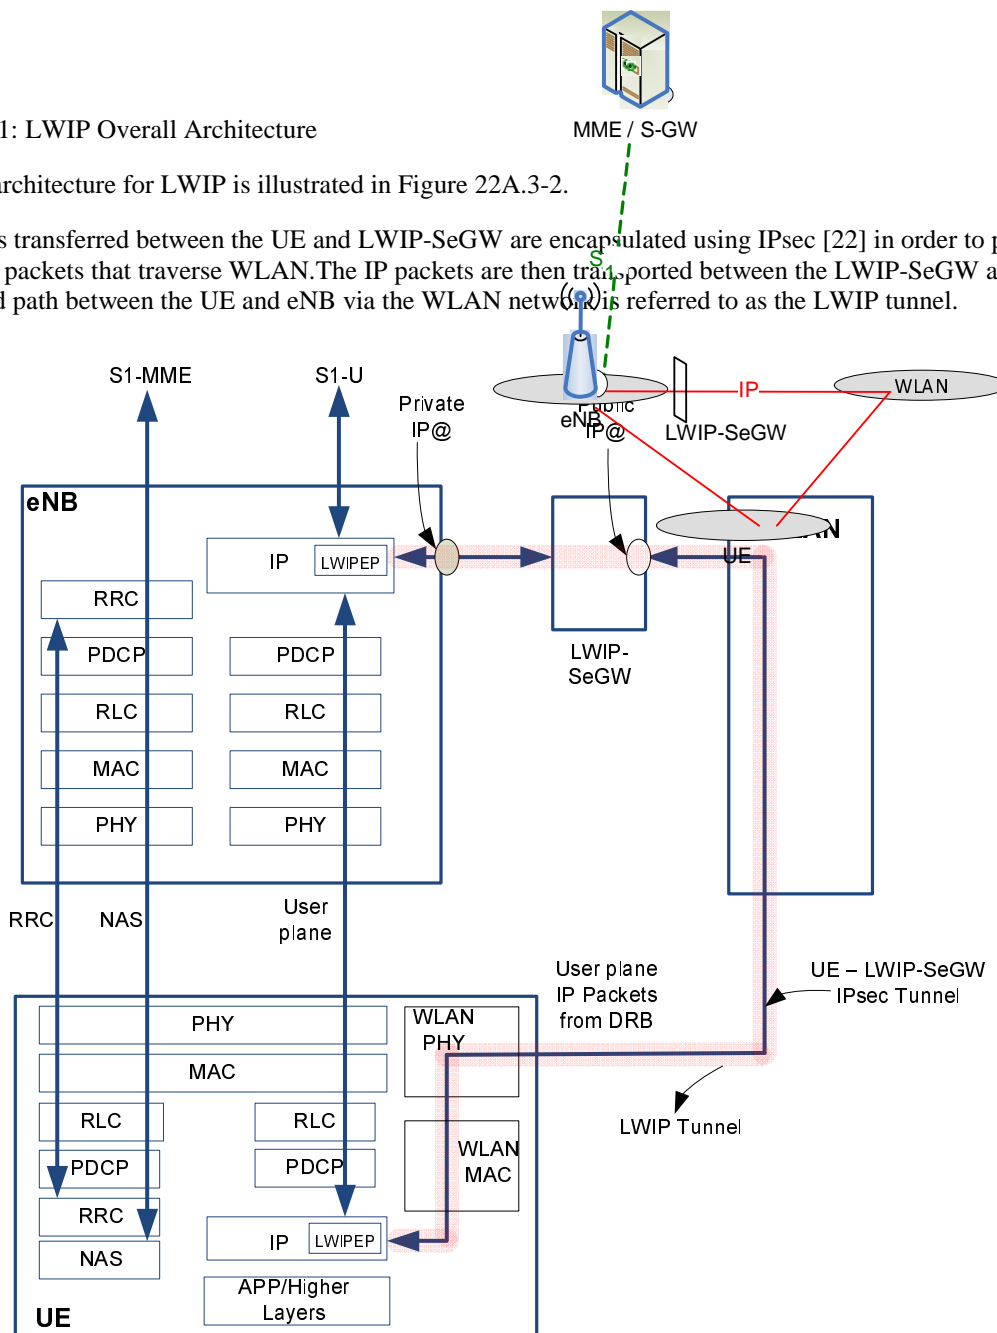 MME / S-GW
1: LWIP Overall Architecture
architecture for LWIP is illustrated in Figure 22A.3-2.
s transferred between the UE and LWIP-SeGW are encapsulated using IPsec [22] in order to p
packets that traverse WLAN.The IP packets are then transported between the LWIP-SeGW a
d path between the UE and eNB via the WLAN network is referred to as the LWIP tunnel.
S1
S1-MME
S1-U
Private
IP@
Public
IP@
eNB
IP
WLAN
LWIP-SeGW
eNB
UE
IP
LWIPEP
RRC
PDCP
PDCP
RLC
RLC
MAC
MAC
PHY
PHY
LWIP-
SeGW
RRC
NAS
User
plane
User plane
IP Packets
from DRB
UE – LWIP-SeGW
IPsec Tunnel
LWIP Tunnel
PHY
MAC
WLAN
PHY
RLC
RLC
PDCP
PDCP
WLAN
MAC
RRC
IP
LWIPEP
NAS
APP/Higher
Layers
UE